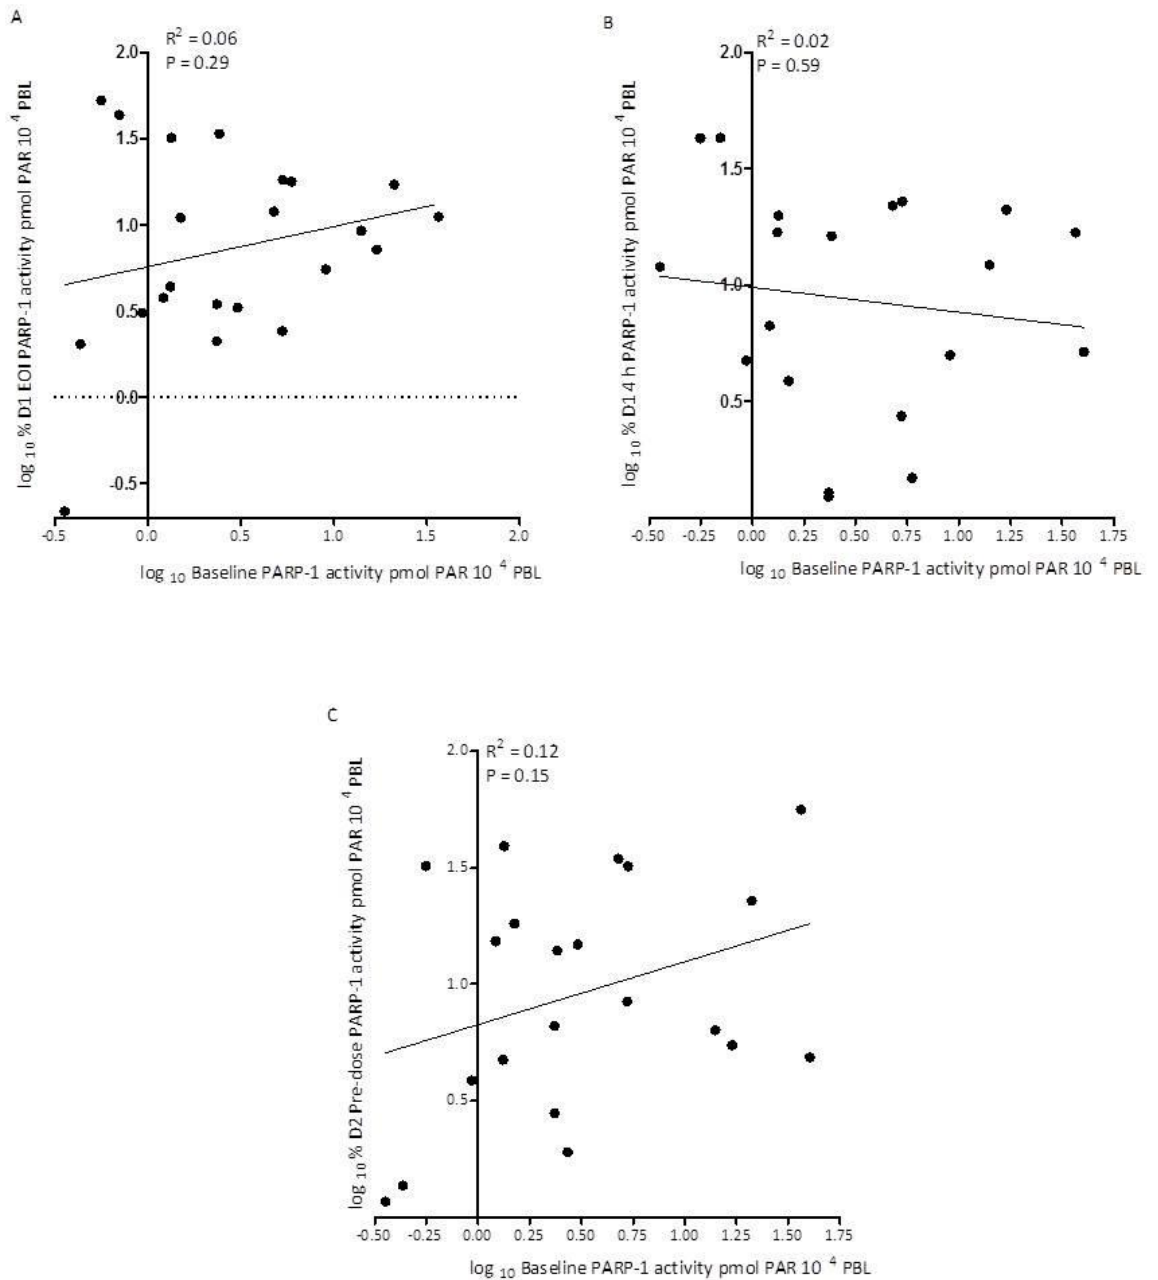 A
R² = 0.06
P = 0.29
2.0
1.5
1.0
0.5
0.0
-0.5
log 10 % D1 EOI PARP-1 activity pmol PAR 10 4 PBL
-0.5 0.0 0.5 1.0 1.5 2.0
log 10 Baseline PARP-1 activity pmol PAR 10 4 PBL
B
R² = 0.02
P = 0.59
2.0
1.5
1.0
0.5
log 10 % D1 4 h PARP-1 activity pmol PAR 10 4 PBL
-0.50 -0.25 0.00 0.25 0.50 0.75 1.00 1.25 1.50 1.75
log 10 Baseline PARP-1 activity pmol PAR 10 4 PBL
C
R² = 0.12
P = 0.15
2.0
1.5
1.0
0.5
log 10 % D2 Pre-dose PARP-1 activity pmol PAR 10 4 PBL
-0.50 -0.25 0.00 0.25 0.50 0.75 1.00 1.25 1.50 1.75
log 10 Baseline PARP-1 activity pmol PAR 10 4 PBL